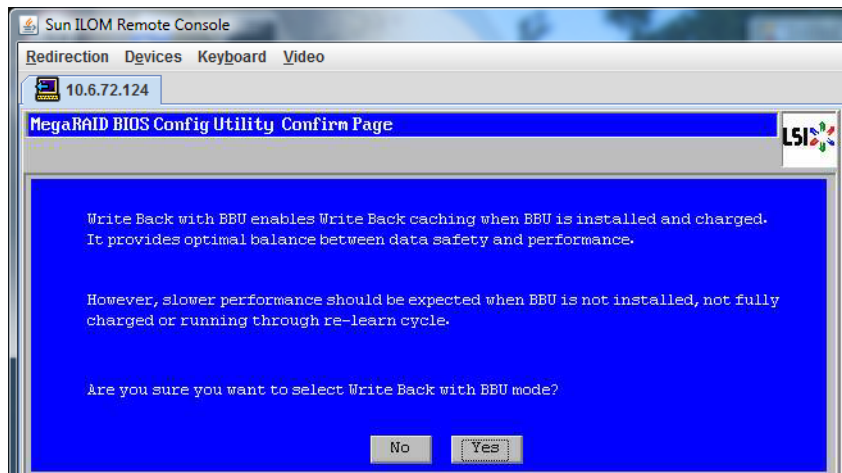 Sun ILOM Remote Console
Redirection Devices Keyboard Video
10.6.72.124
MegaRAID BIOS Config Utility Confirm Page
LSI
Write Back with BBU enables Write Back caching when BBU is installed and charged.
It provides optimal balance between data safety and performance.
However, slower performance should be expected when BBU is not installed, not fully
charged or running through re-learn cycle.
Are you sure you want to select Write Back with BBU mode?
No Yes